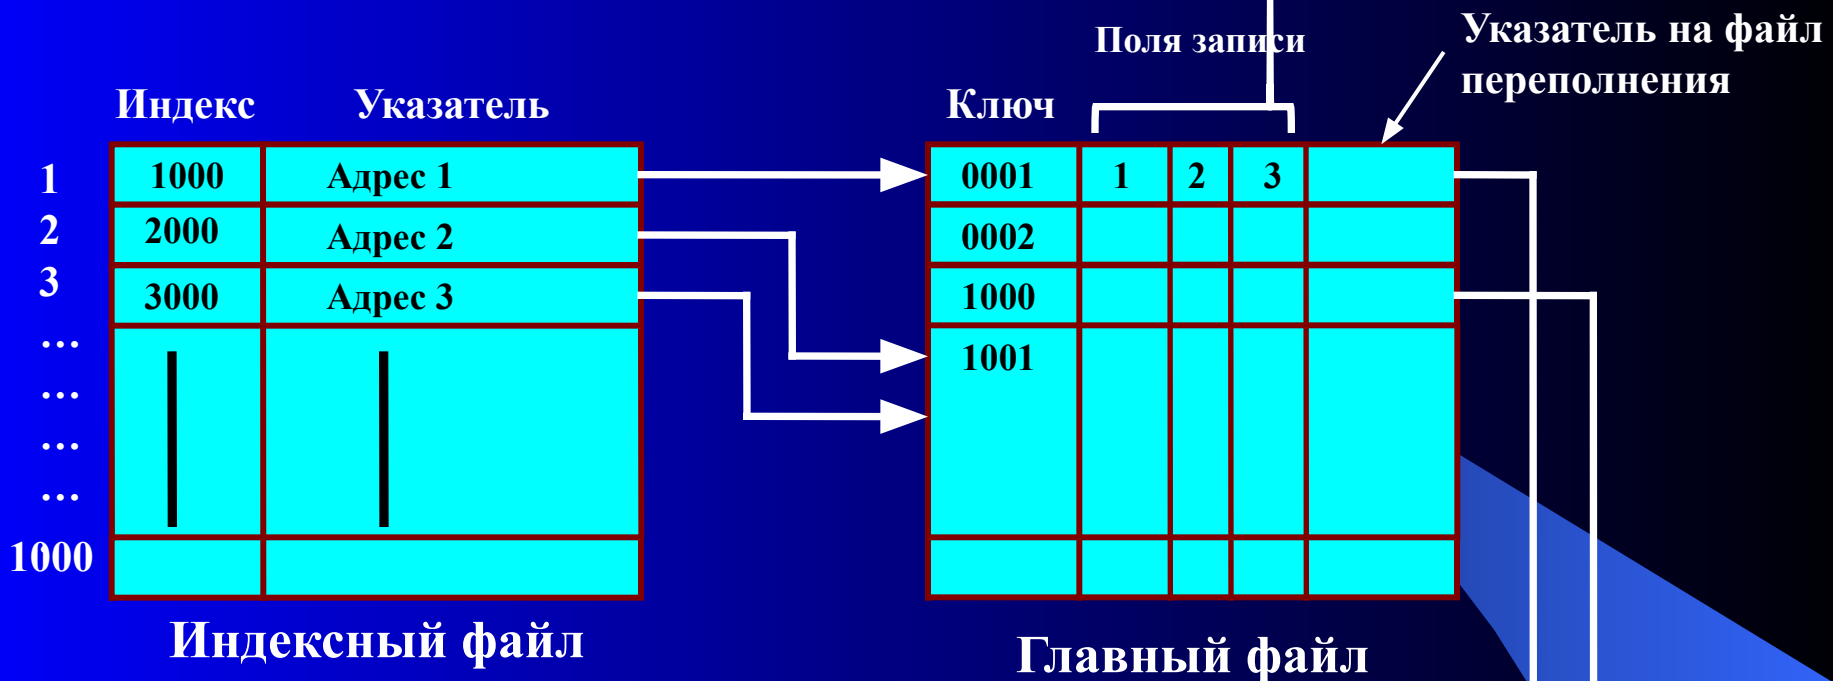 Поля записи
Указатель на файл
переполнения
Индекс Указатель
Ключ
1 1000 Адрес 1
2 2000 Адрес 2
3 3000 Адрес 3
...
...
...
...
1000
0001 1 2 3
0002
1000
1001
Индексный файл
Главный файл